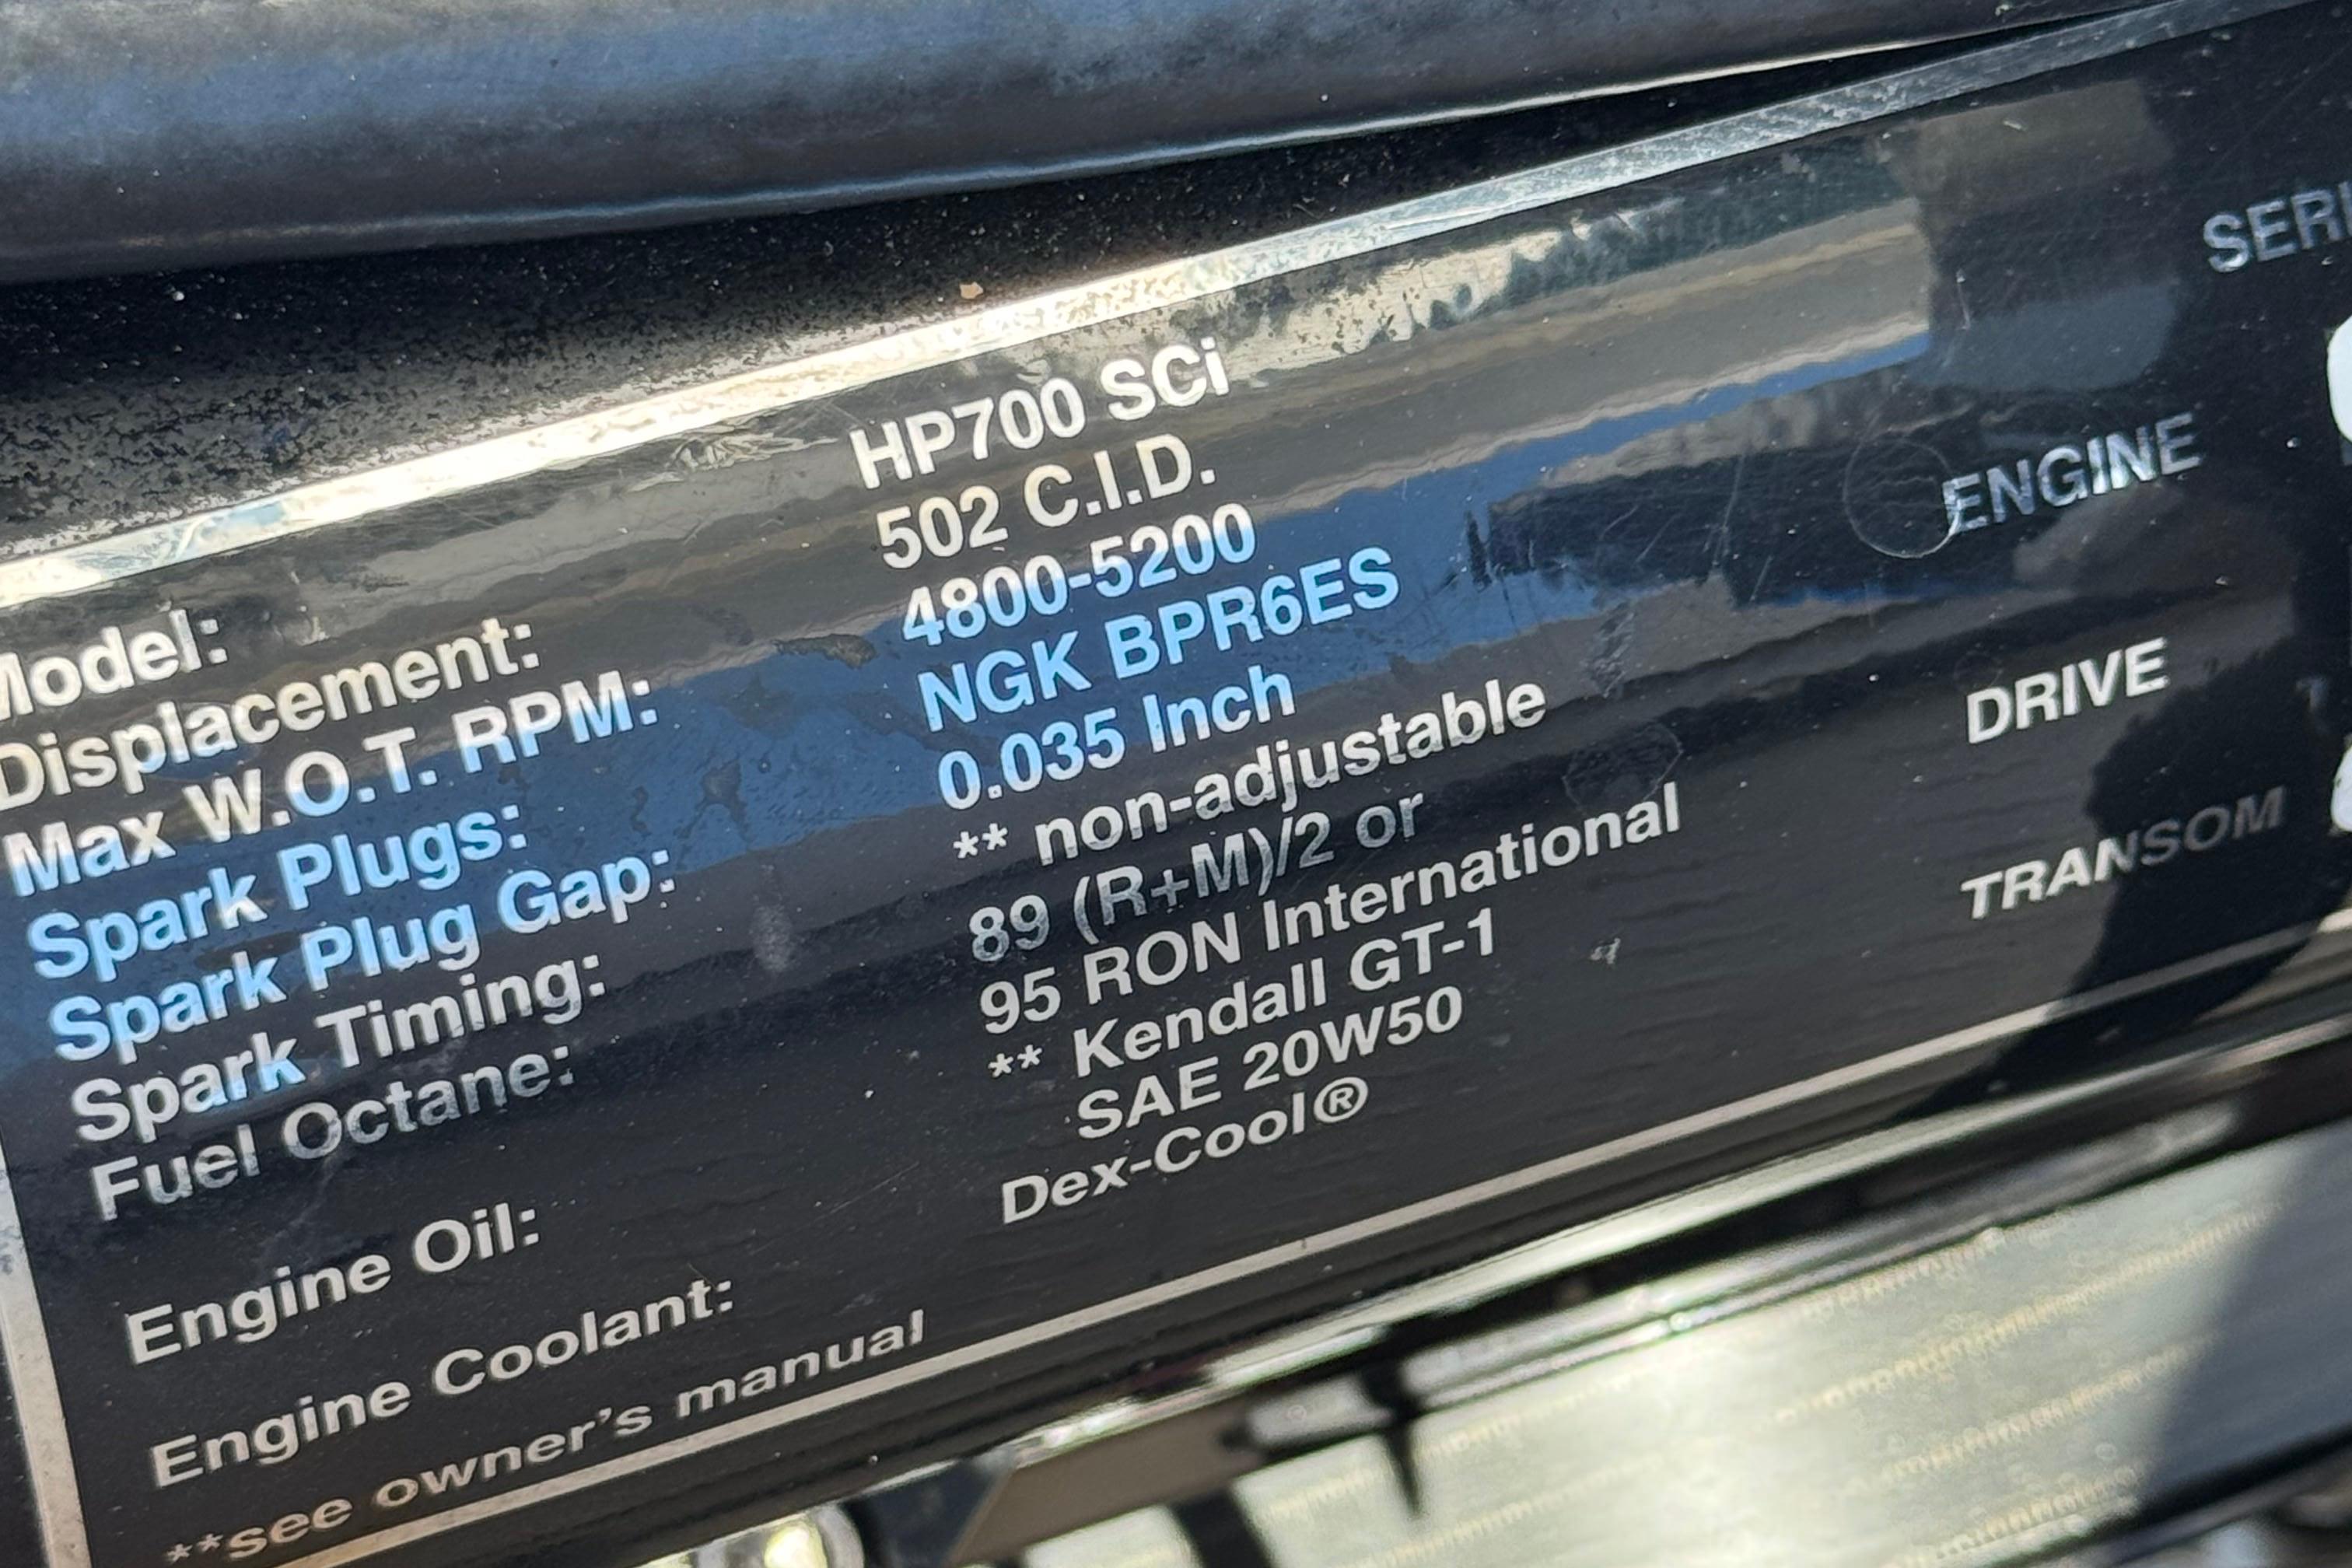 Model: HP700 SCi
Displacement: 502 C.I.D.
Max W.O.T. RPM: 4800-5200
Spark Plugs: NGK BPR6ES
Spark Plug Gap: 0.035 Inch
Spark Timing: ** non-adjustable
Fuel Octane: 89 (R+M)/2 or
95 RON International
Engine Oil: ** Kendall GT-1
SAE 20W50
Engine Coolant: Dex-Cool®
**see owner's manual
ENGINE
DRIVE
TRANSOM